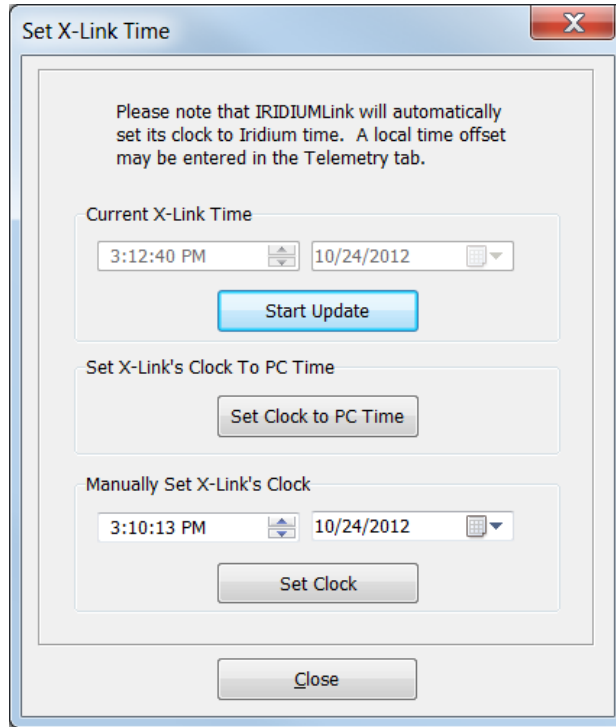 Set X-Link Time
X
Please note that IRIDIUMLink will automatically
set its clock to Iridium time. A local time offset
may be entered in the Telemetry tab.
Current X-Link Time
3:12:40 PM 10/24/2012
Start Update
Set X-Link's Clock To PC Time
Set Clock to PC Time
Manually Set X-Link's Clock
3:10:13 PM 10/24/2012
Set Clock
Close